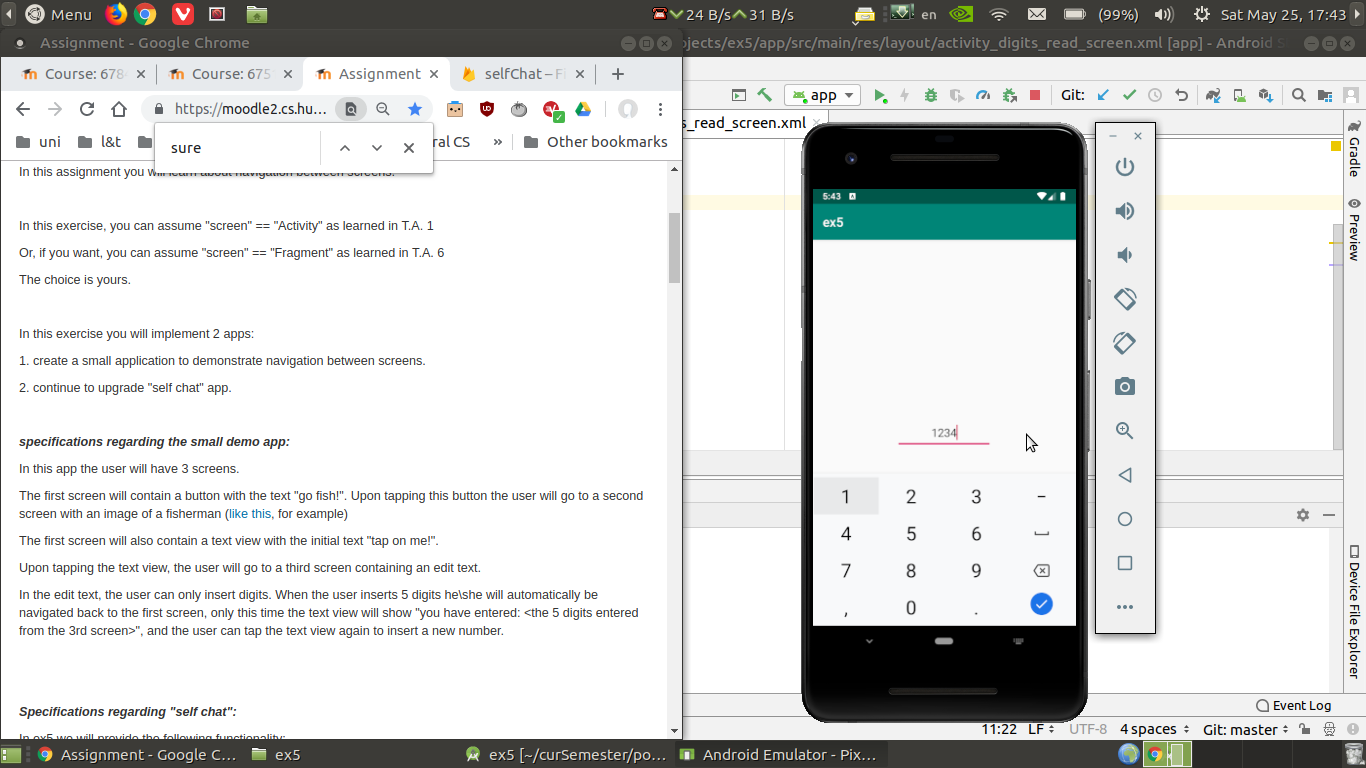 Menu
24 B/s 31 B/s
en
(99%)
Sat May 25, 17:43
Assignment - Google Chrome
ojects/ex5/app/src/main/res/layout/activity_digits_read_screen.xml [app] - Android S
Course: 678
Course: 675
Assignment
selfChat – F
https://moodle2.cs.hu...
app
Git:
uni
l&t
ral CS
»
Other bookmarks
s_read_screen.xml
sure
In this assignment you will learn about navigation between screens.
In this exercise, you can assume "screen" == "Activity" as learned in T.A. 1
Or, if you want, you can assume "screen" == "Fragment" as learned in T.A. 6
The choice is yours.
In this exercise you will implement 2 apps:
1. create a small application to demonstrate navigation between screens.
2. continue to upgrade "self chat" app.
specifications regarding the small demo app:
In this app the user will have 3 screens.
The first screen will contain a button with the text "go fish!". Upon tapping this button the user will go to a second
screen with an image of a fisherman (like this, for example)
The first screen will also contain a text view with the initial text "tap on me!".
Upon tapping the text view, the user will go to a third screen containing an edit text.
In the edit text, the user can only insert digits. When the user inserts 5 digits he\she will automatically be
navigated back to the first screen, only this time the text view will show "you have entered: <the 5 digits entered
from the 3rd screen>", and the user can tap the text view again to insert a new number.
Specifications regarding "self chat":
In ex5 we will provide the following functionality:
5:43
ex5
1234
1 2 3 -
4 5 6
7 8 9
, 0 .
Gradle
Preview
Device File Explorer
Event Log
11:22 LF UTF-8 4 spaces Git: master
Assignment - Google C...
ex5
ex5 [~/curSemester/po...
Android Emulator - Pix...